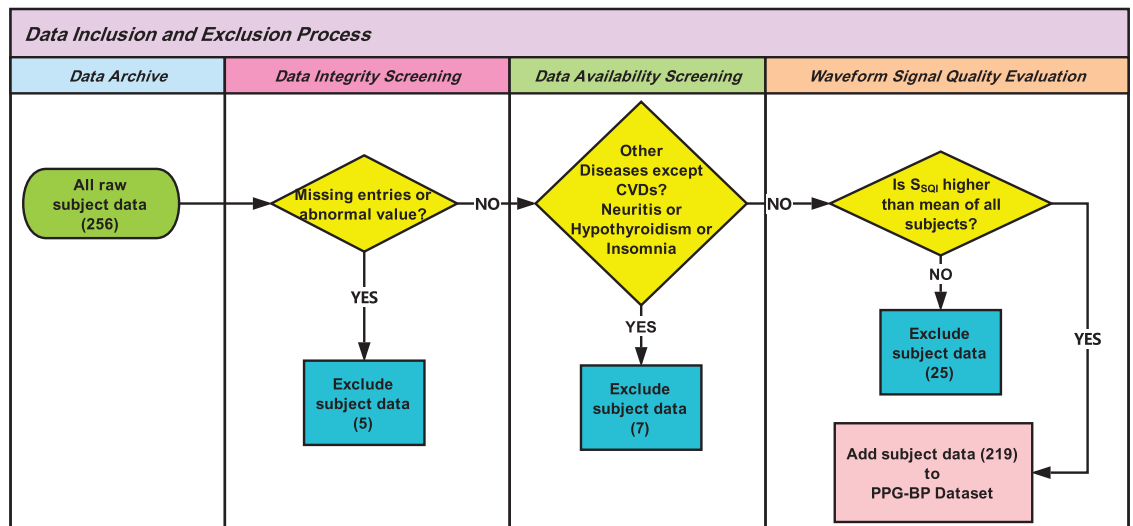 Data Inclusion and Exclusion Process
Data Archive
Data Integrity Screening
Data Availability Screening
Waveform Signal Quality Evaluation
All raw
subject data
(256)
Missing entries or
abnormal value?
NO
YES
Exclude
subject data
(5)
Other
Diseases except
CVDs?
Neuritis or
Hypothyroidism or
Insomnia
NO
YES
Exclude
subject data
(7)
Is SSQI higher
than mean of all
subjects?
NO
Exclude
subject data
(25)
YES
Add subject data (219)
to
PPG-BP Dataset